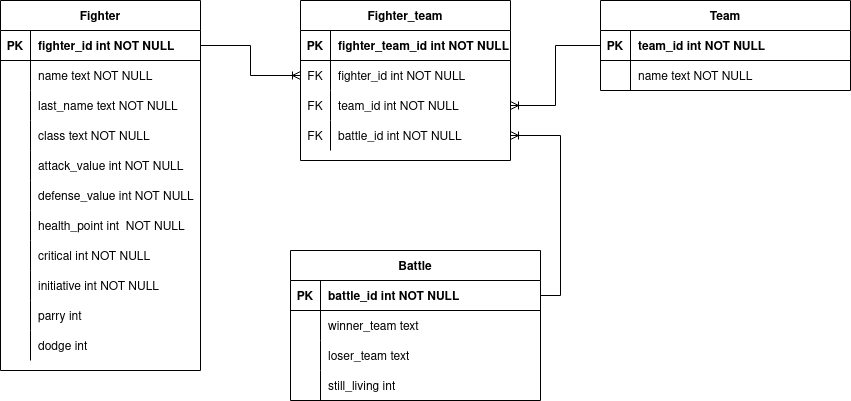 Fighter
PK fighter_id int NOT NULL
name text NOT NULL
last_name text NOT NULL
class text NOT NULL
attack_value int NOT NULL
defense_value int NOT NULL
health_point int  NOT NULL
critical int NOT NULL
initiative int NOT NULL
parry int
dodge int
Fighter_team
PK fighter_team_id int NOT NULL
FK fighter_id int NOT NULL
FK team_id int NOT NULL
FK battle_id int NOT NULL
Team
PK team_id int NOT NULL
name text NOT NULL
Battle
PK battle_id int NOT NULL
winner_team text
loser_team text
still_living int